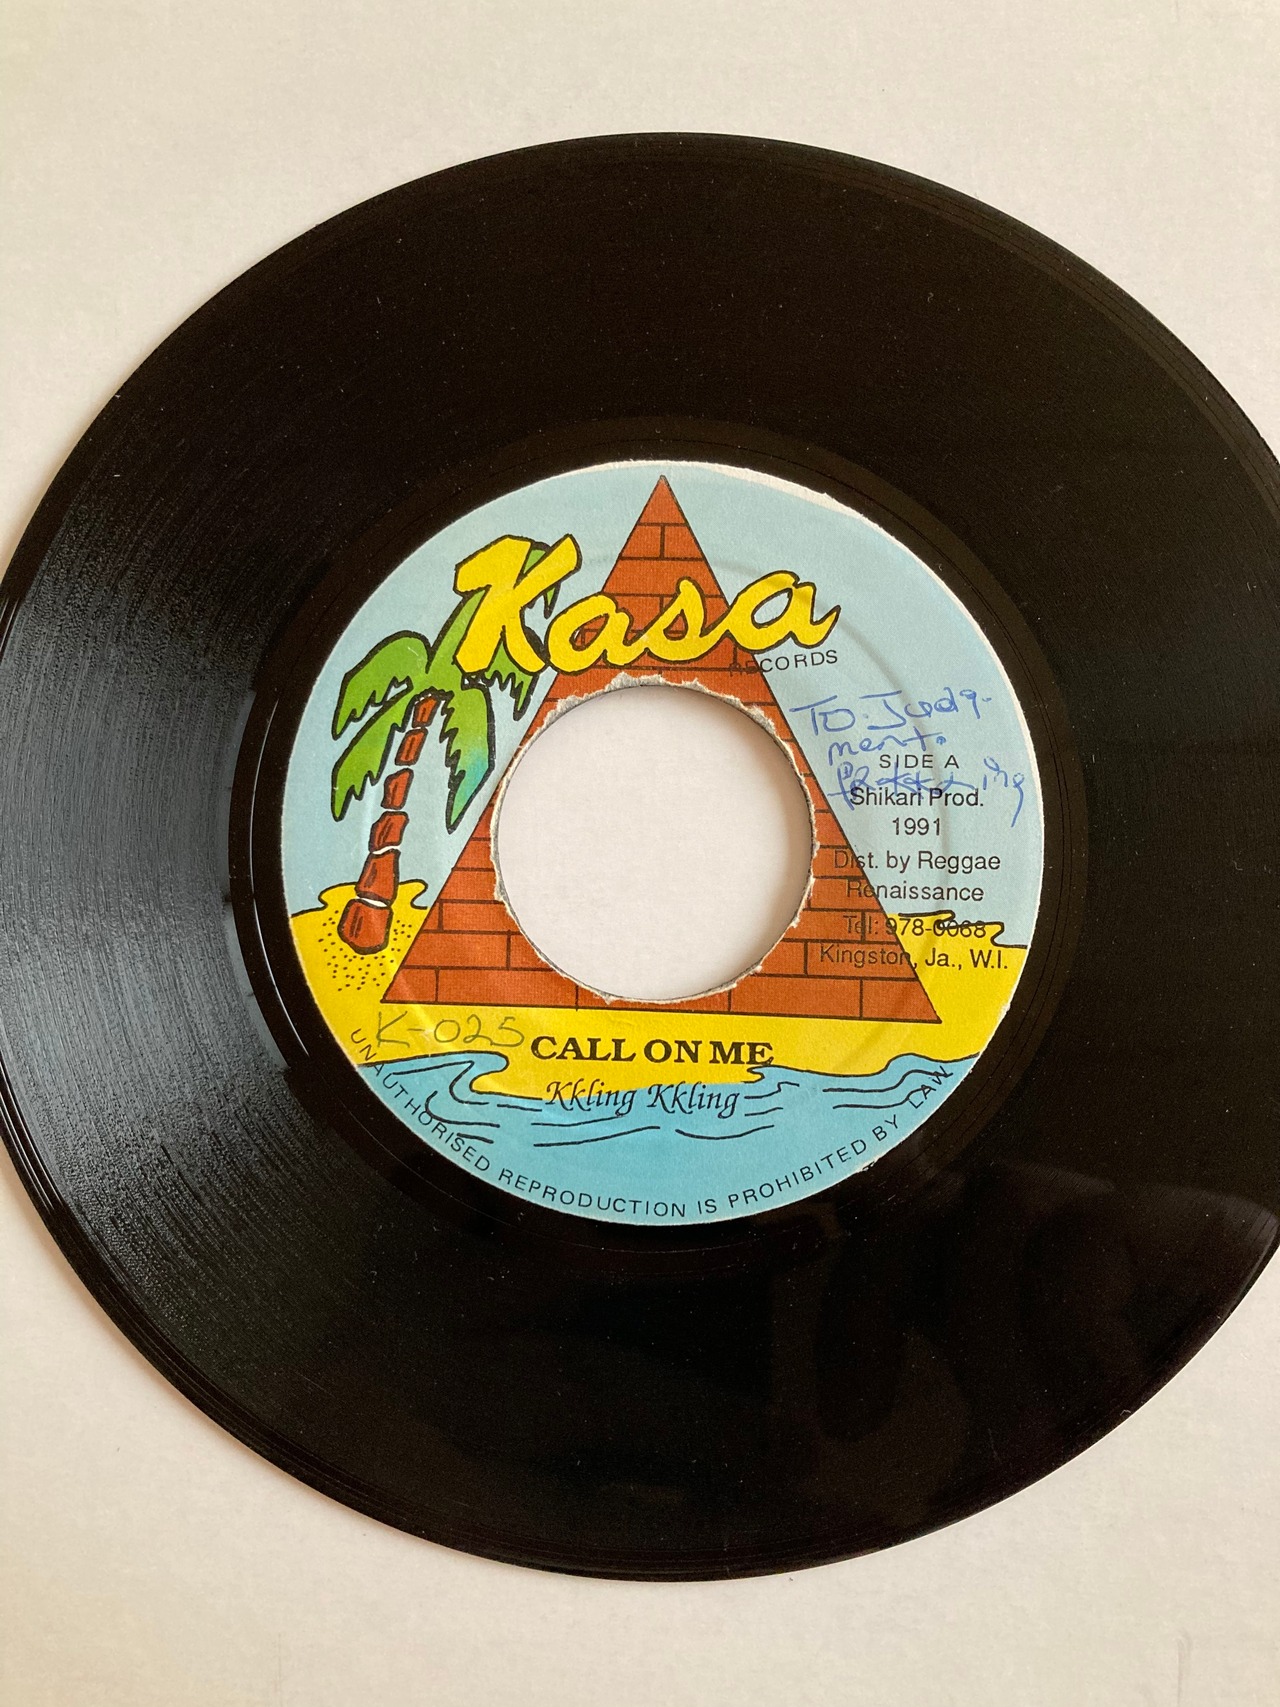 Kasa
RECORDS
TO. Judg-
ment.
SIDE A
Shikari Prod.
1991
Dist. by Reggae
Renaissance
Tel: 978-0068
Kingston, Ja., W.I.
K-025
CALL ON ME
Kkling Kkling
UNAUTHORISED REPRODUCTION IS PROHIBITED BY LAW